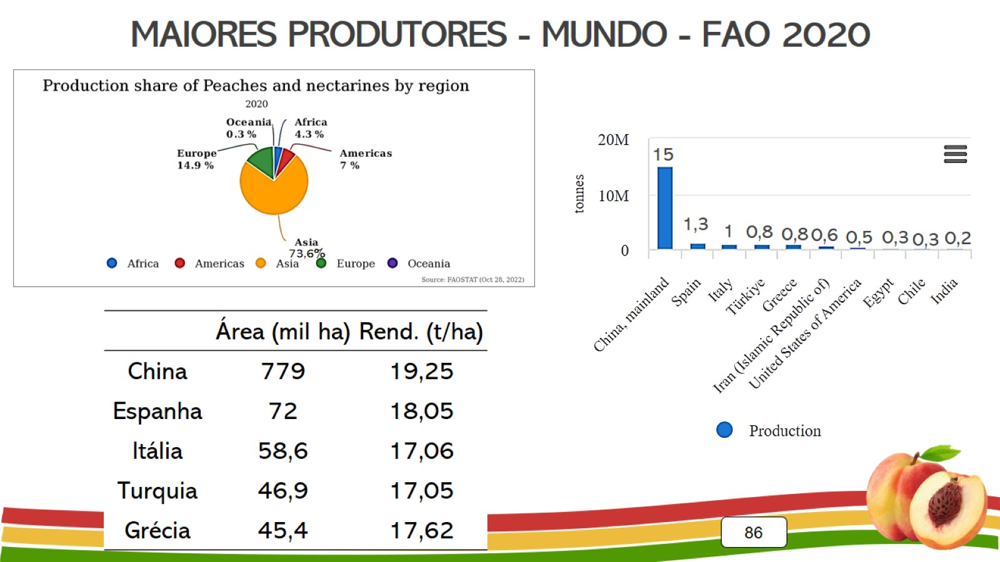 MAIORES PRODUTORES - MUNDO - FAO 2020
Production share of Peaches and nectarines by region
2020
Oceania
0.3 %
Africa
4.3 %
Europe
14.9 %
Americas
7 %
Asia
73,6%
Africa Americas Asia Europe Oceania
Source: FAOSTAT (Oct 28, 2022)
20M
10M
0
tonnes
15
1,3
1
0,8
0,8
0,6
0,5
0,3
0,3
0,2
China, mainland
Spain
Italy
Türkiye
Greece
Iran (Islamic Republic of)
United States of America
Egypt
Chile
India
Production
Área (mil ha) Rend. (t/ha)
China 779 19,25
Espanha 72 18,05
Itália 58,6 17,06
Turquia 46,9 17,05
Grécia 45,4 17,62
86